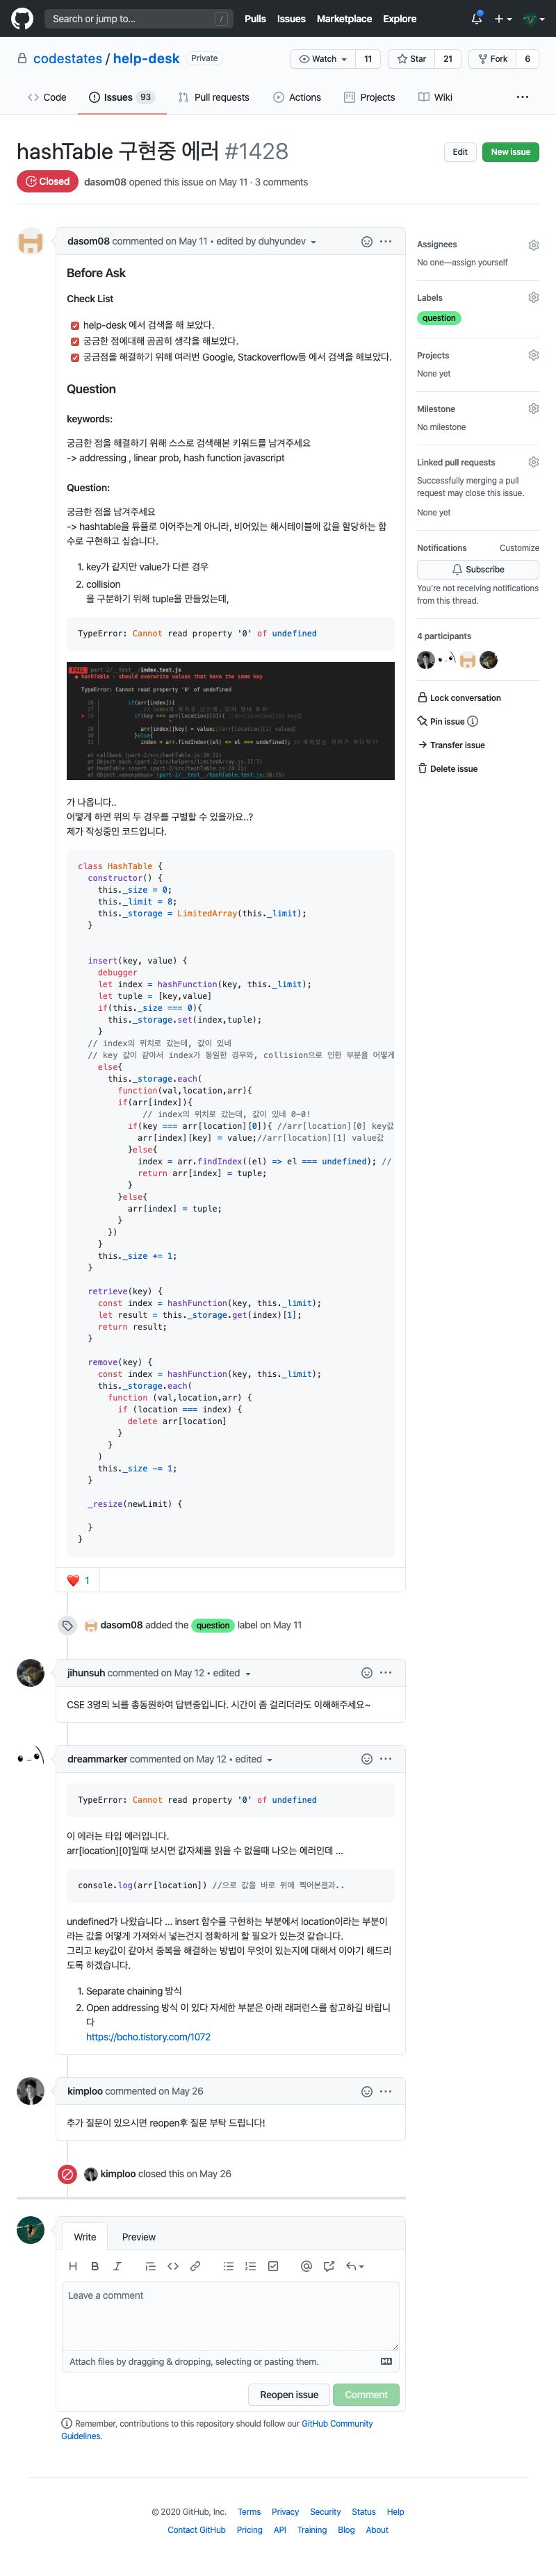 Search or jump to... /
Pulls Issues Marketplace Explore
codestates / help-desk Private
Watch 11 Star 21 Fork 6
Code Issues 93 Pull requests Actions Projects Wiki ...
hashTable 구현중 에러 #1428
Edit New issue
Closed dasom08 opened this issue on May 11 · 3 comments
dasom08 commented on May 11 • edited by duhyundev
Before Ask
Check List
help-desk 에서 검색을 해 보았다.
궁금한 점에대해 곰곰히 생각을 해보았다.
궁금점을 해결하기 위해 여러번 Google, Stackoverflow등 에서 검색을 해보았다.
Question
keywords:
궁금한 점을 해결하기 위해 스스로 검색해본 키워드를 남겨주세요
-> addressing , linear prob, hash function javascript
Question:
궁금한 점을 남겨주세요
-> hashtable을 튜플로 이어주는게 아니라, 비어있는 해시테이블에 값을 할당하는 함
수로 구현하고 싶습니다.
1. key가 같지만 value가 다른 경우
2. collision
을 구분하기 위해 tuple을 만들었는데,
TypeError: Cannot read property '0' of undefined
FAIL part-2/__test__/index.test.js
● hashTable › should overwrite values that have the same key
TypeError: Cannot read property '0' of undefined
가 나옵니다..
어떻게 하면 위의 두 경우를 구별할 수 있을까요..?
제가 작성중인 코드입니다.
class HashTable {
constructor() {
this._size = 0;
this._limit = 8;
this._storage = LimitedArray(this._limit);
}
insert(key, value) {
debugger
let index = hashFunction(key, this._limit);
let tuple = [key,value]
if(this._size === 0){
this._storage.set(index,tuple);
}
// index의 위치로 갔는데, 값이 있네
// key 값이 같아서 index가 동일한 경우와, collision으로 인한 부분을 어떻게
else{
this._storage.each(
function(val,location,arr){
if(arr[index]){
// index의 위치로 갔는데, 값이 있네 0-0!
if(key === arr[location][0]){ //arr[location][0] key값
arr[index][key] = value;//arr[location][1] value값
}else{
index = arr.findIndex((el) => el === undefined); //
return arr[index] = tuple;
}
}else{
arr[index] = tuple;
}
})
}
this._size += 1;
}
retrieve(key) {
const index = hashFunction(key, this._limit);
let result = this._storage.get(index)[1];
return result;
}
remove(key) {
const index = hashFunction(key, this._limit);
this._storage.each(
function (val,location,arr) {
if (location === index) {
delete arr[location]
}
}
)
this._size -= 1;
}
_resize(newLimit) {
}
}
1
dasom08 added the question label on May 11
jihunsuh commented on May 12 • edited
CSE 3명의 뇌를 총동원하여 답변중입니다. 시간이 좀 걸리더라도 이해해주세요~
dreammarker commented on May 12 • edited
TypeError: Cannot read property '0' of undefined
이 에러는 타입 에러입니다.
arr[location][0]일때 보시면 값자체를 읽을 수 없을때 나오는 에러인데 ...
console.log(arr[location]) //으로 값을 바로 위에 찍어본결과..
undefined가 나왔습니다 ... insert 함수를 구현하는 부분에서 location이라는 부분이
라는 값을 어떻게 가져와서 넣는건지 정확하게 할 필요가 있는것 같습니다.
그리고 key값이 같아서 중복을 해결하는 방법이 무엇이 있는지에 대해서 이야기 해드리
도록 하겠습니다.
1. Separate chaining 방식
2. Open addressing 방식 이 있다 자세한 부분은 아래 래퍼런스를 참고하길 바랍니
다
https://bcho.tistory.com/1072
kimploo commented on May 26
추가 질문이 있으시면 reopen후 질문 부탁 드립니다!
kimploo closed this on May 26
Write Preview
Leave a comment
Attach files by dragging & dropping, selecting or pasting them.
Reopen issue Comment
Remember, contributions to this repository should follow our GitHub Community
Guidelines.
Assignees
No one—assign yourself
Labels
question
Projects
None yet
Milestone
No milestone
Linked pull requests
Successfully merging a pull
request may close this issue.
None yet
Notifications Customize
Subscribe
You're not receiving notifications
from this thread.
4 participants
Lock conversation
Pin issue
Transfer issue
Delete issue
© 2020 GitHub, Inc. Terms Privacy Security Status Help
Contact GitHub Pricing API Training Blog About